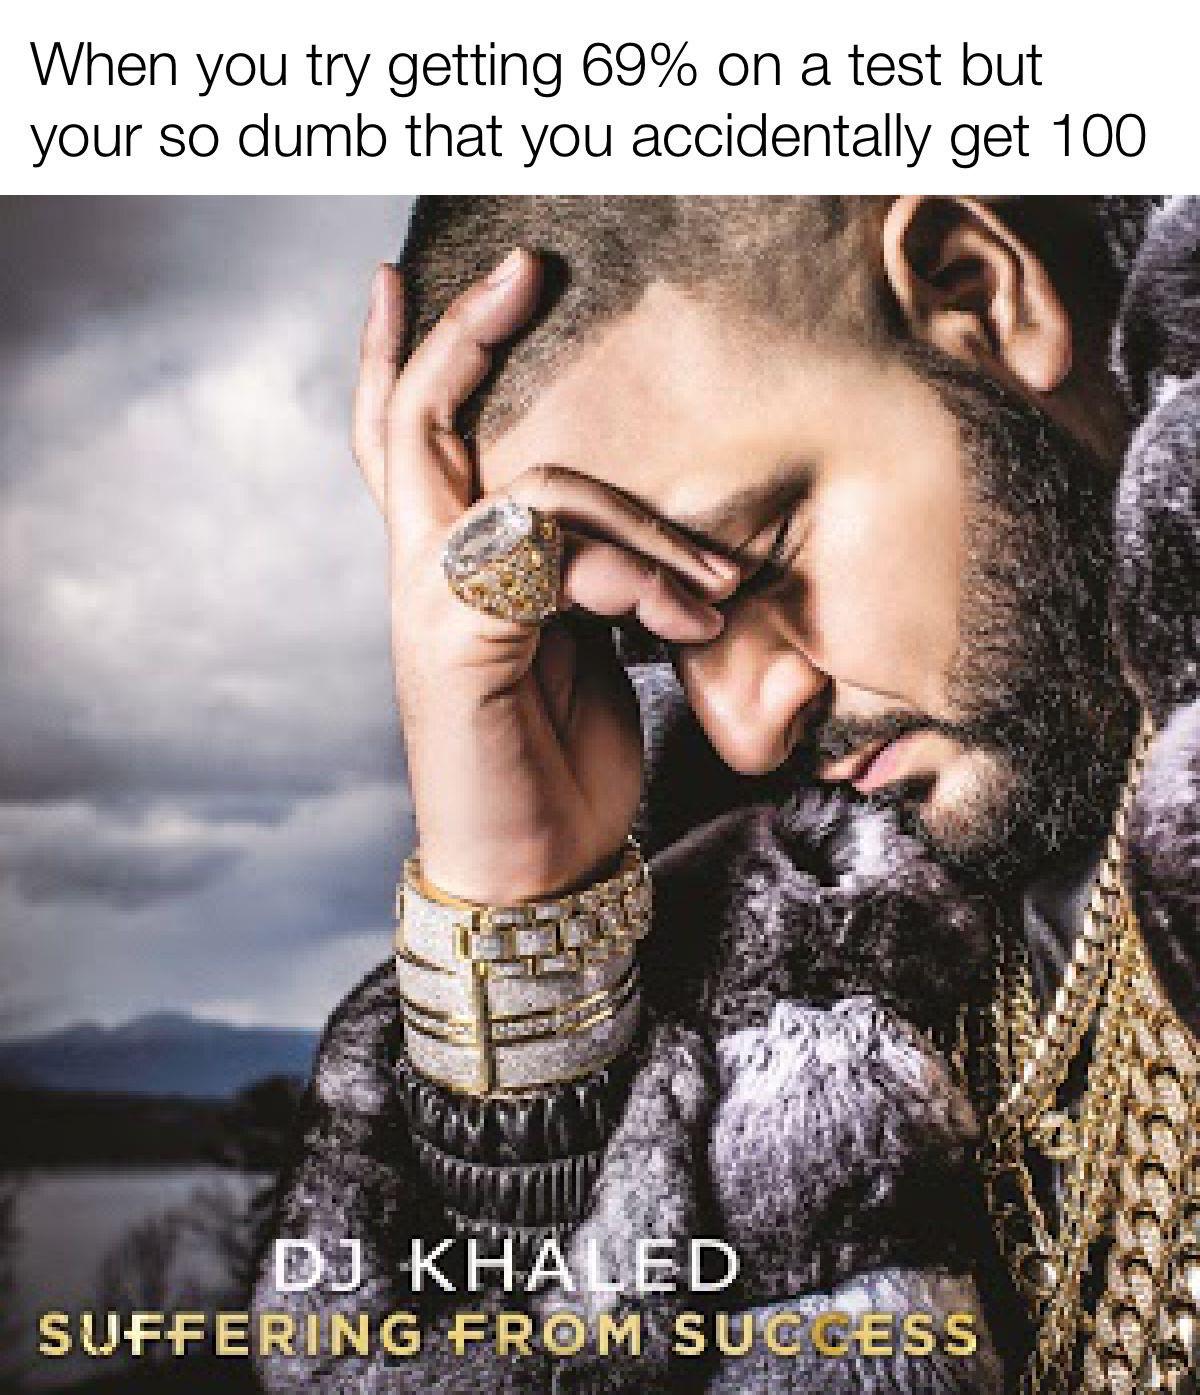 When you try getting 69% on a test but
your so dumb that you accidentally get 100
DJ KHALED
SUFFERING FROM SUCCESS